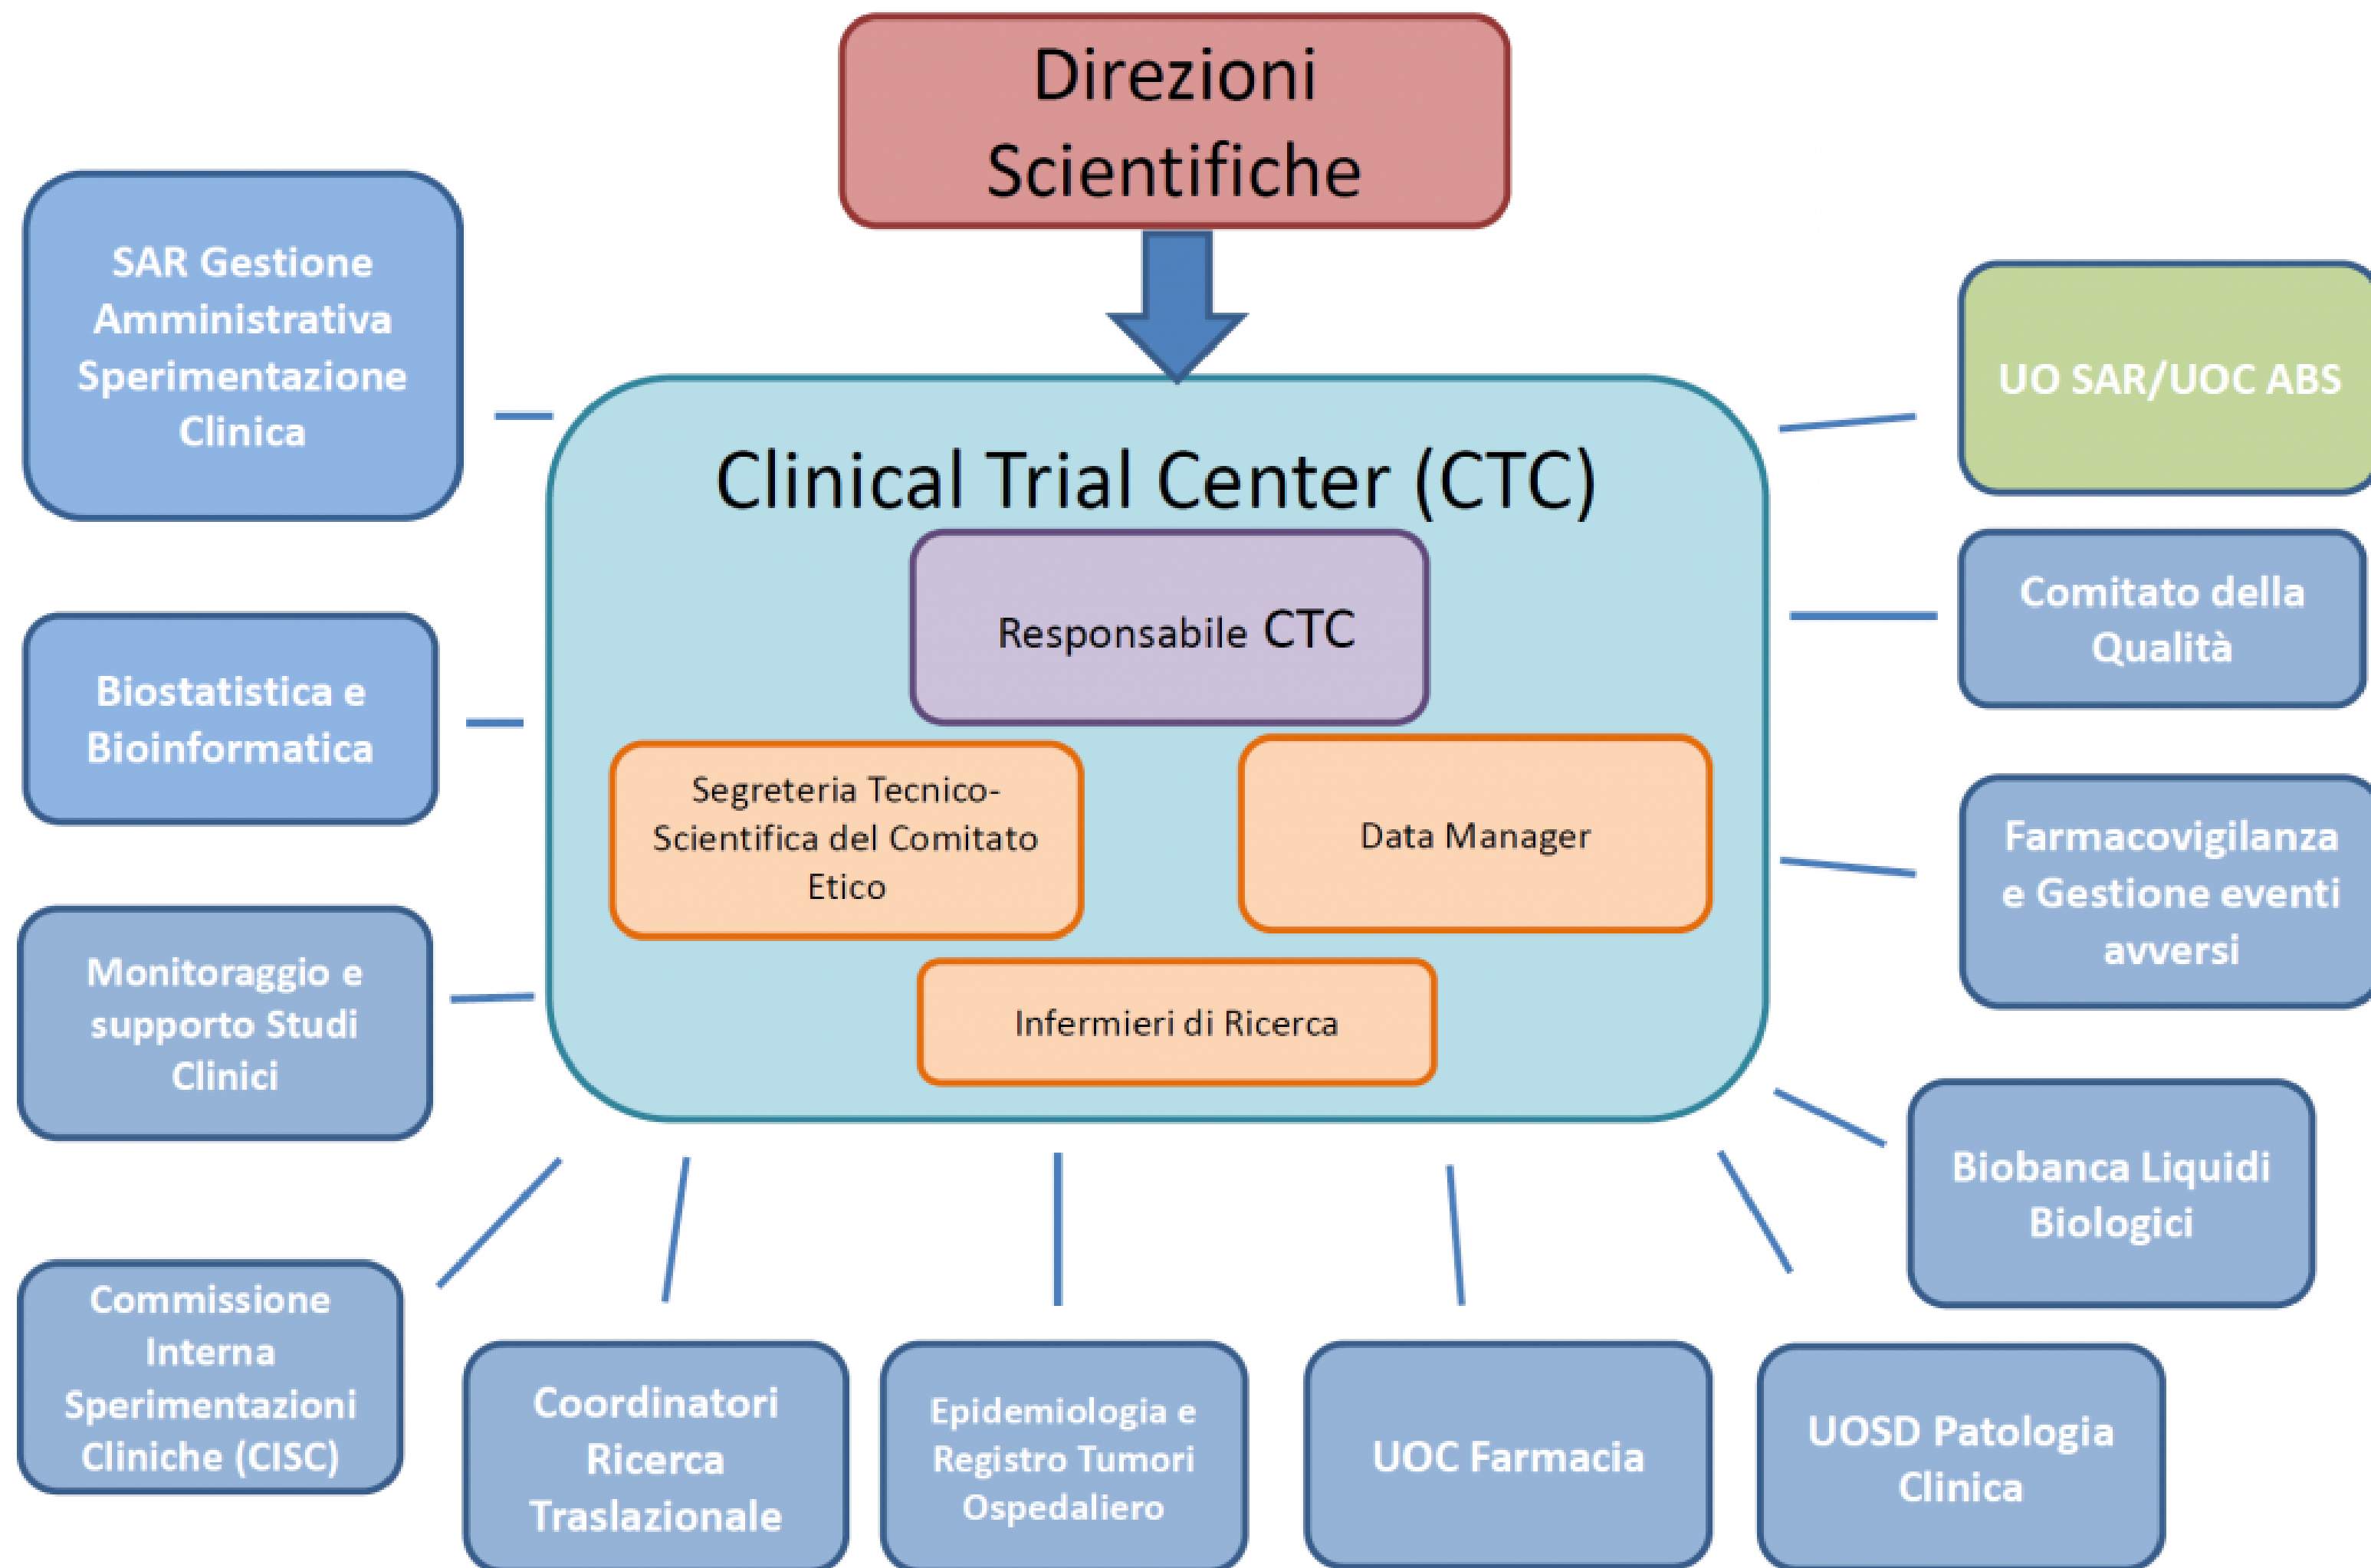 Direzioni
Scientifiche
SAR Gestione
Amministrativa
Sperimentazione
Clinica
UO SAR/UOC ABS
Clinical Trial Center (CTC)
Responsabile CTC
Comitato della
Qualità
Biostatistica e
Bioinformatica
Segreteria Tecnico-
Scientifica del Comitato
Etico
Data Manager
Farmacovigilanza
e Gestione eventi
avversi
Monitoraggio e
supporto Studi
Clinici
Infermieri di Ricerca
Biobanca Liquidi
Biologici
Commissione
Interna
Sperimentazioni
Cliniche (CISC)
Coordinatori
Ricerca
Traslazionale
Epidemiologia e
Registro Tumori
Ospedaliero
UOC Farmacia
UOSD Patologia
Clinica